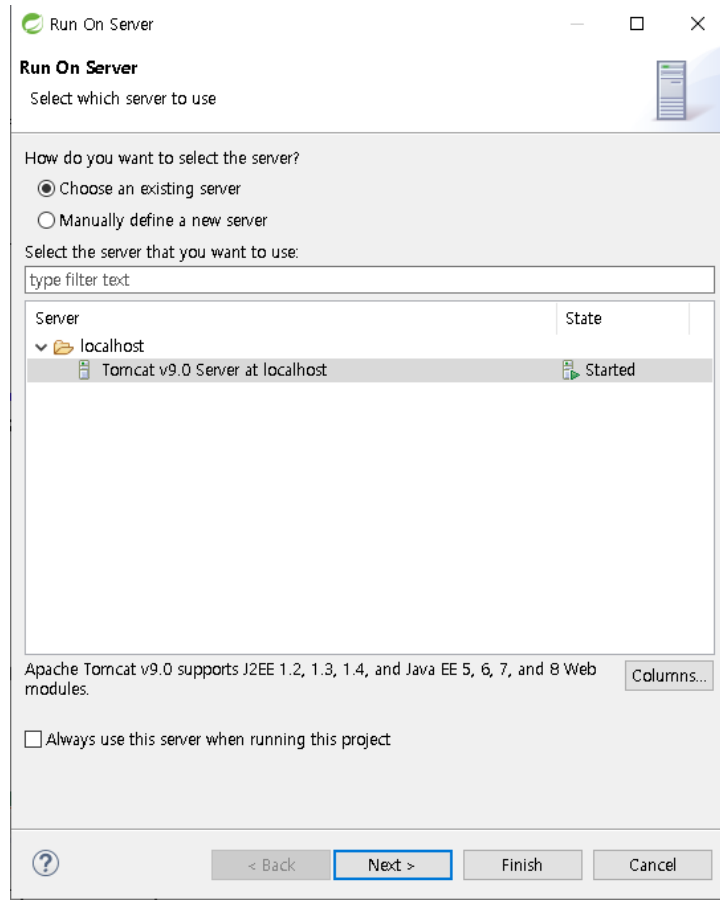 Run On Server
Run On Server
Select which server to use
How do you want to select the server?
Choose an existing server
Manually define a new server
Select the server that you want to use:
type filter text
Server State
localhost
Tomcat v9.0 Server at localhost Started
Apache Tomcat v9.0 supports J2EE 1.2, 1.3, 1.4, and Java EE 5, 6, 7, and 8 Web
modules.
Columns...
Always use this server when running this project
? < Back Next > Finish Cancel